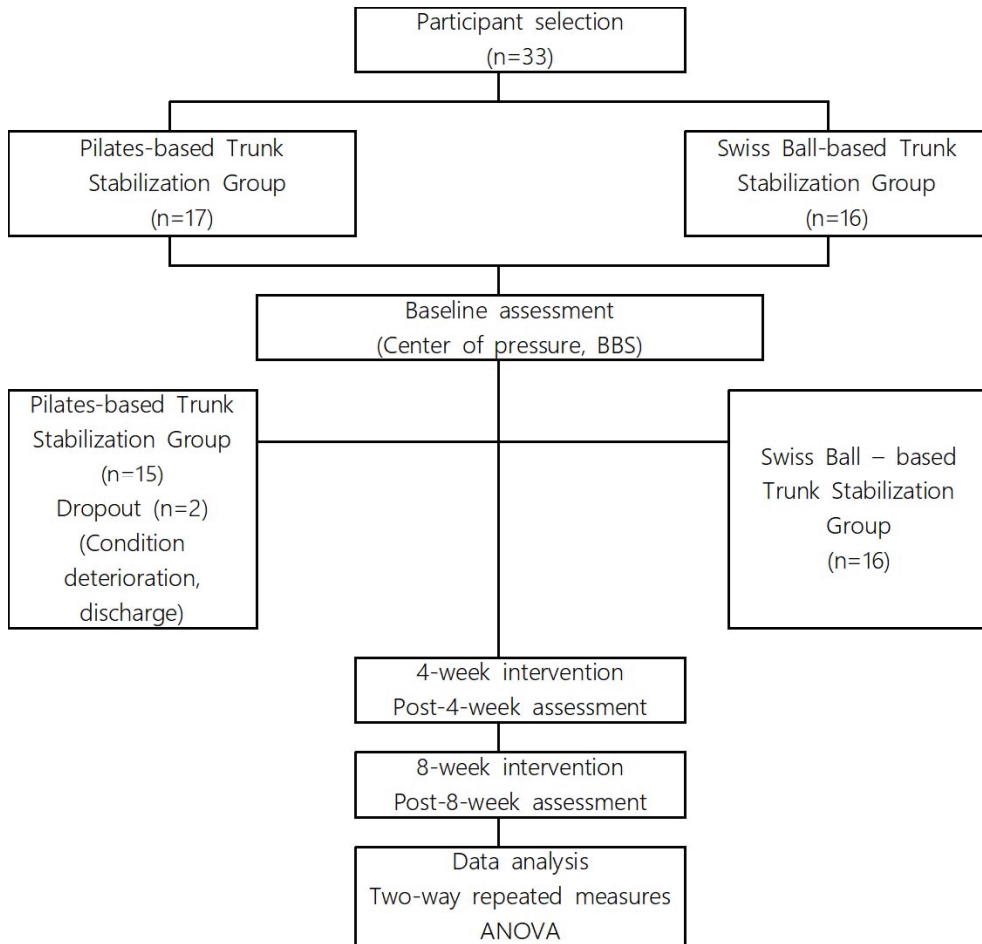 Participant selection
(n=33)
Pilates-based Trunk
Stabilization Group
(n=17)
Swiss Ball-based Trunk
Stabilization Group
(n=16)
Baseline assessment
(Center of pressure, BBS)
Pilates-based Trunk
Stabilization Group
(n=15)
Dropout (n=2)
(Condition
deterioration,
discharge)
Swiss Ball – based
Trunk Stabilization
Group
(n=16)
4-week intervention
Post-4-week assessment
8-week intervention
Post-8-week assessment
Data analysis
Two-way repeated measures
ANOVA